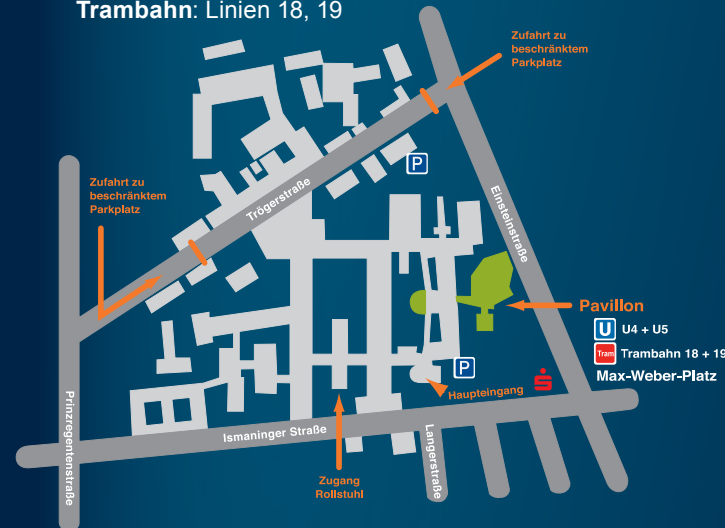 Trambahn: Linien 18, 19
Zufahrt zu
beschränktem
Parkplatz
Zufahrt zu
beschränktem
Parkplatz
P
Trögerstraße
Einsteinstraße
Pavillon
U U4 + U5
Tram Trambahn 18 + 19
Max-Weber-Platz
P
Haupteingang
Prinzregentenstraße
Ismaninger Straße
Langerstraße
Zugang
Rollstuhl